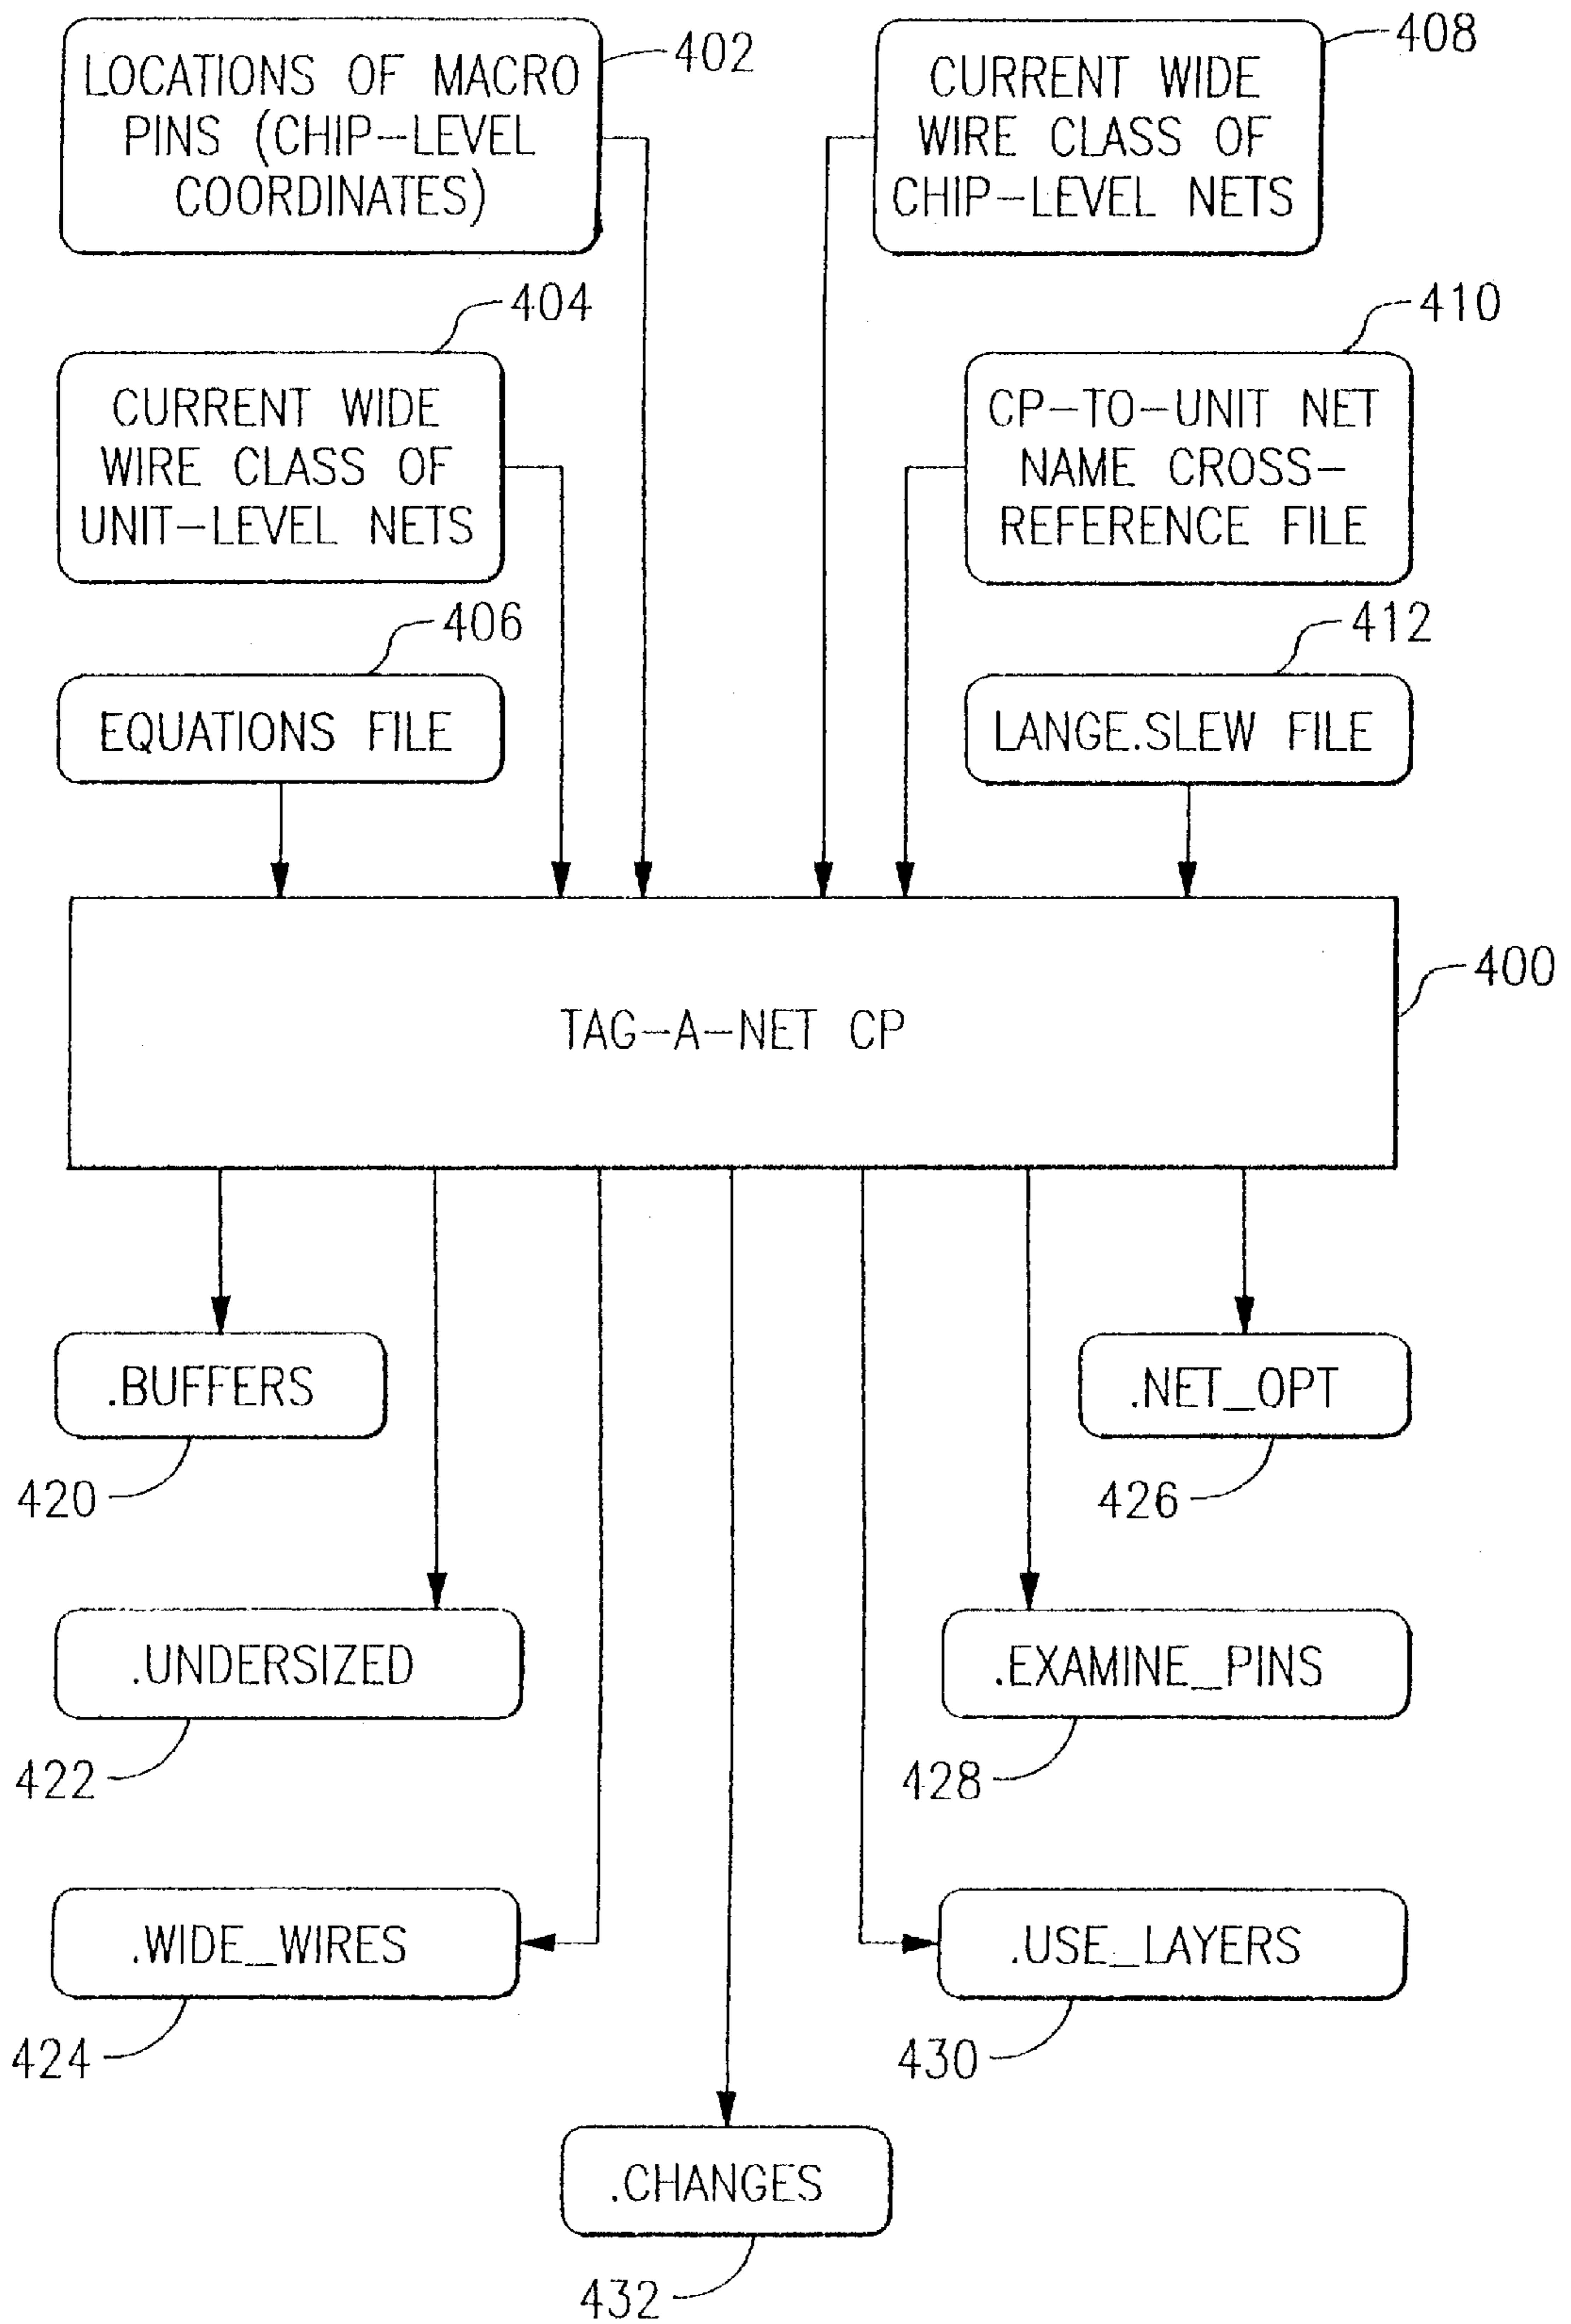 LOCATIONS OF MACRO
PINS (CHIP-LEVEL
COORDINATES)
402
CURRENT WIDE
WIRE CLASS OF
CHIP-LEVEL NETS
408
404
CURRENT WIDE
WIRE CLASS OF
UNIT-LEVEL NETS
410
CP-TO-UNIT NET
NAME CROSS-
REFERENCE FILE
406
EQUATIONS FILE
412
LANGE.SLEW FILE
400
TAG-A-NET CP
.BUFFERS
420
.NET_OPT
426
.UNDERSIZED
422
.EXAMINE_PINS
428
.WIDE_WIRES
424
.USE_LAYERS
430
.CHANGES
432